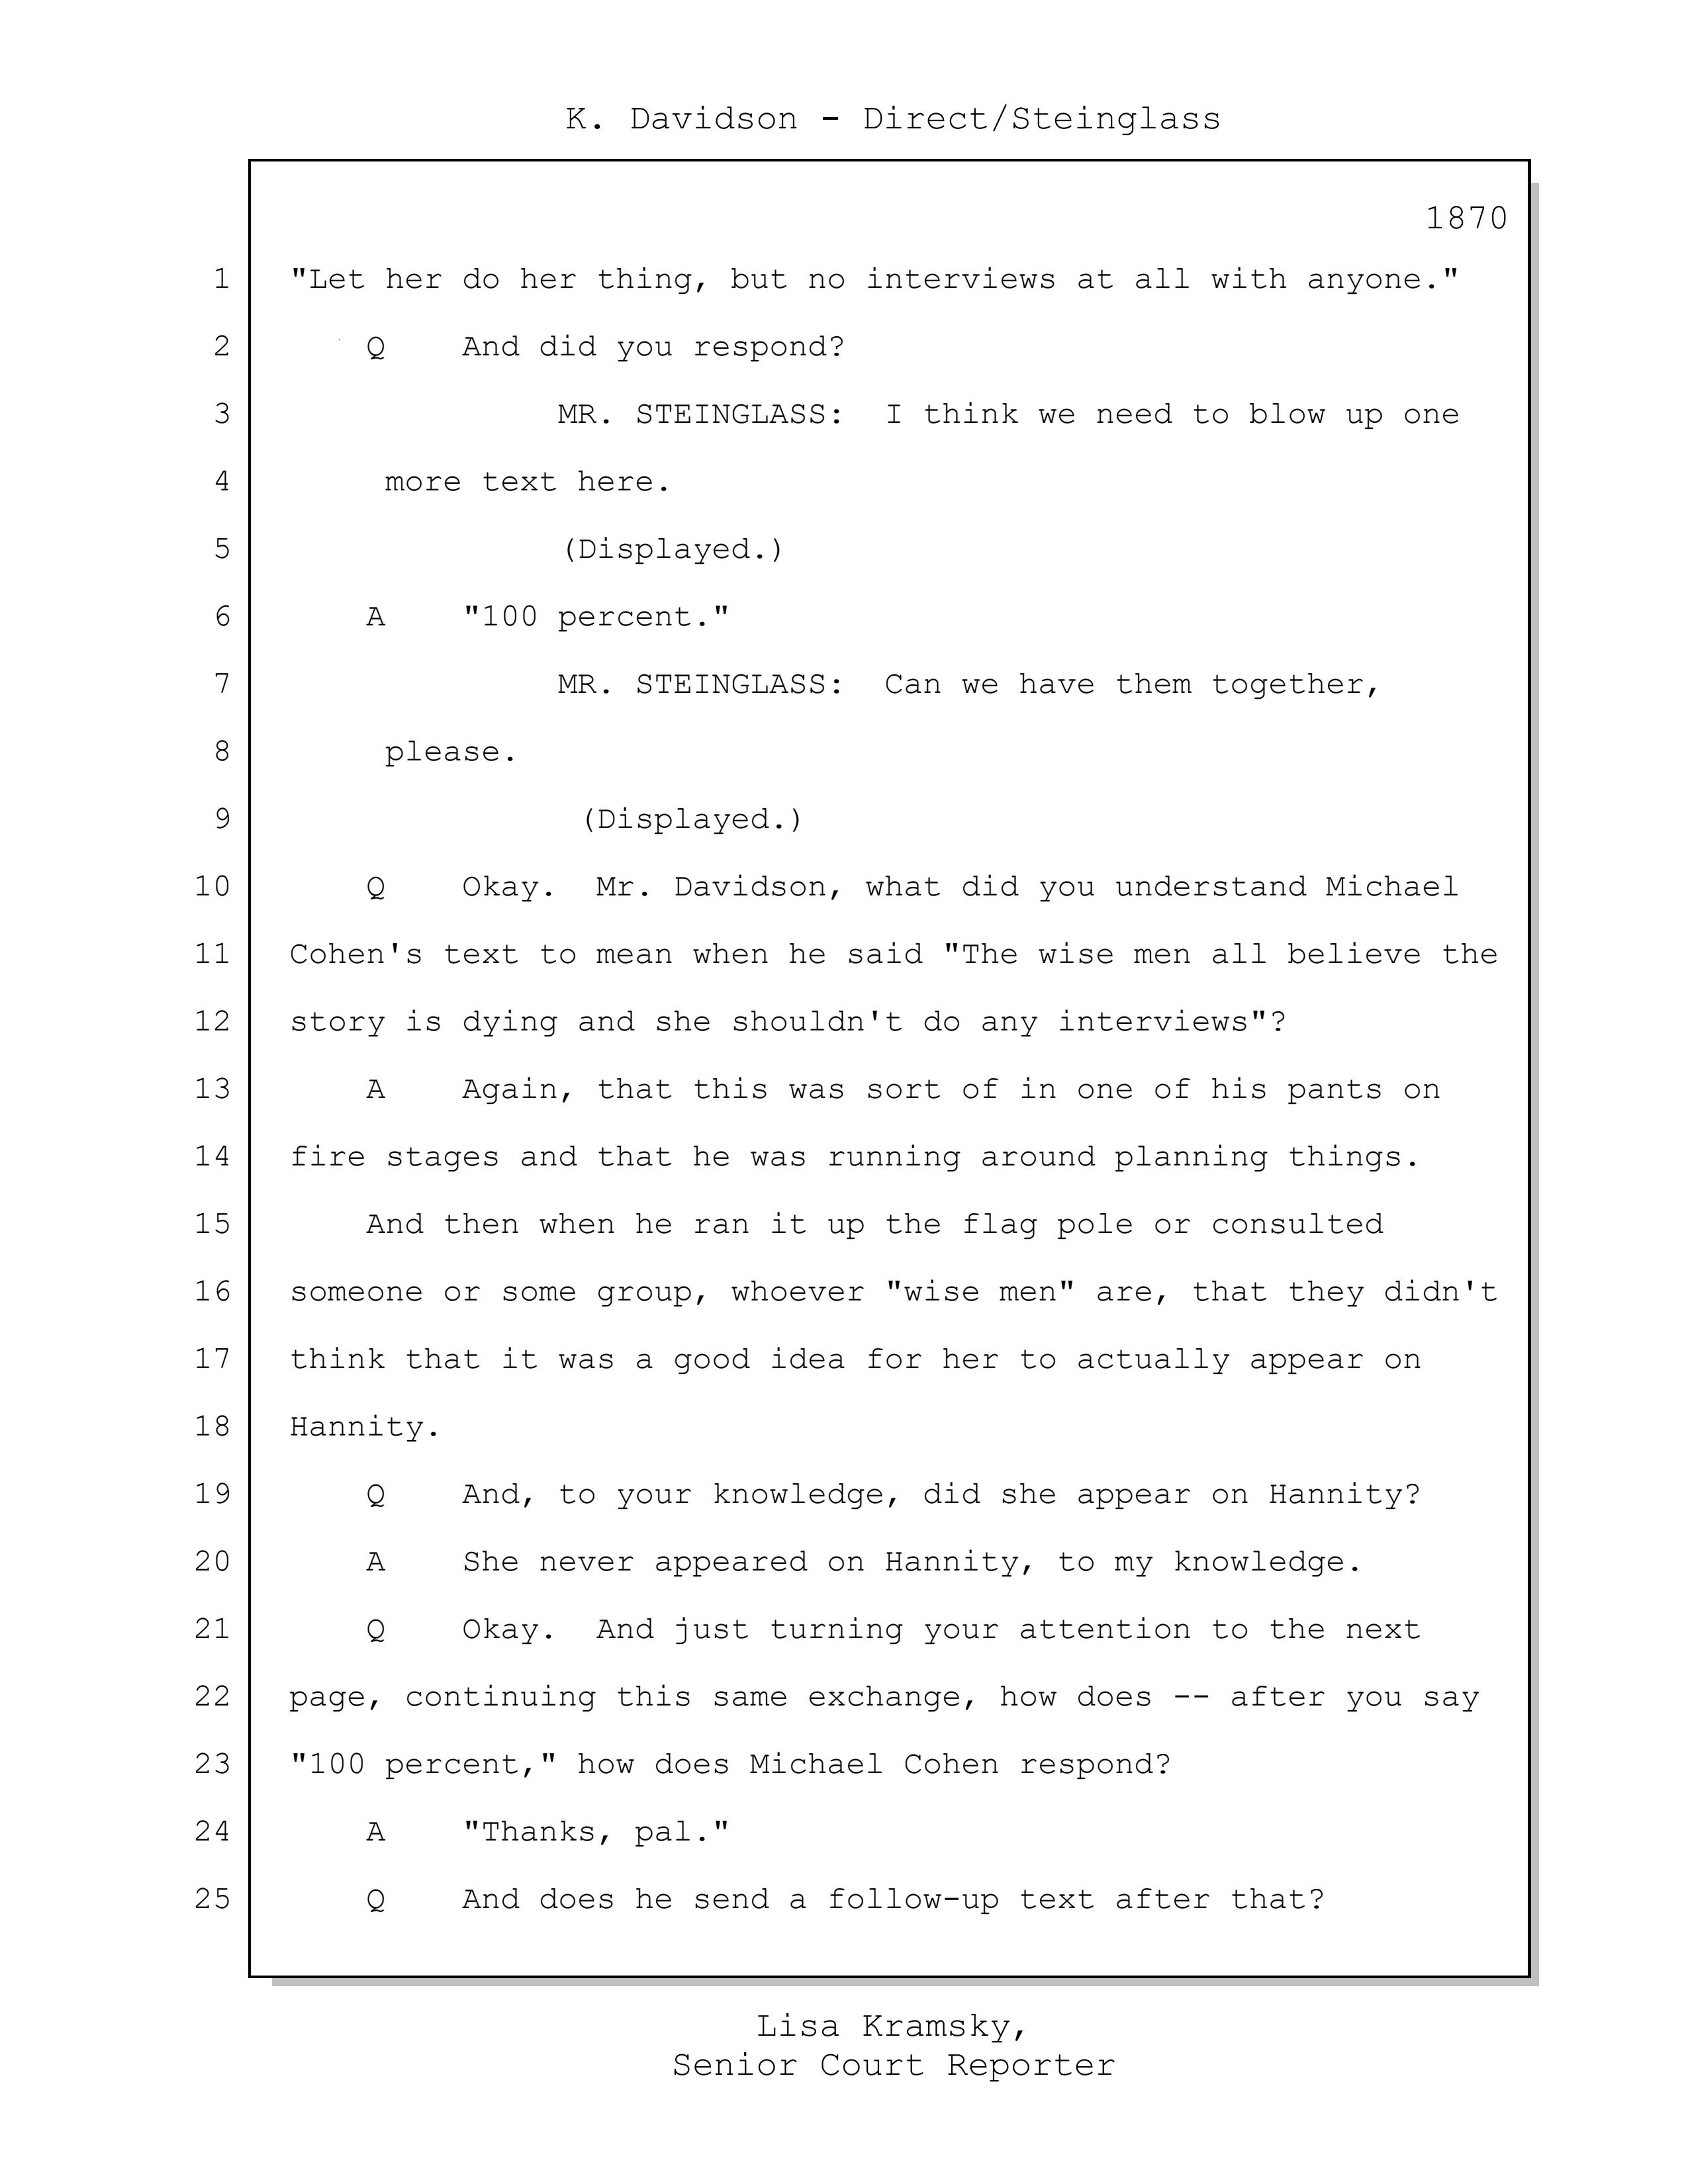 K. Davidson - Direct/Steinglass
1870
1 "Let her do her thing, but no interviews at all with anyone."
2 Q And did you respond?
3 MR. STEINGLASS: I think we need to blow up one
4 more text here.
5 (Displayed.)
6 A "100 percent."
7 MR. STEINGLASS: Can we have them together,
8 please.
9 (Displayed.)
10 Q Okay. Mr. Davidson, what did you understand Michael
11 Cohen's text to mean when he said "The wise men all believe the
12 story is dying and she shouldn't do any interviews"?
13 A Again, that this was sort of in one of his pants on
14 fire stages and that he was running around planning things.
15 And then when he ran it up the flag pole or consulted
16 someone or some group, whoever "wise men" are, that they didn't
17 think that it was a good idea for her to actually appear on
18 Hannity.
19 Q And, to your knowledge, did she appear on Hannity?
20 A She never appeared on Hannity, to my knowledge.
21 Q Okay. And just turning your attention to the next
22 page, continuing this same exchange, how does -- after you say
23 "100 percent," how does Michael Cohen respond?
24 A "Thanks, pal."
25 Q And does he send a follow-up text after that?
Lisa Kramsky,
Senior Court Reporter